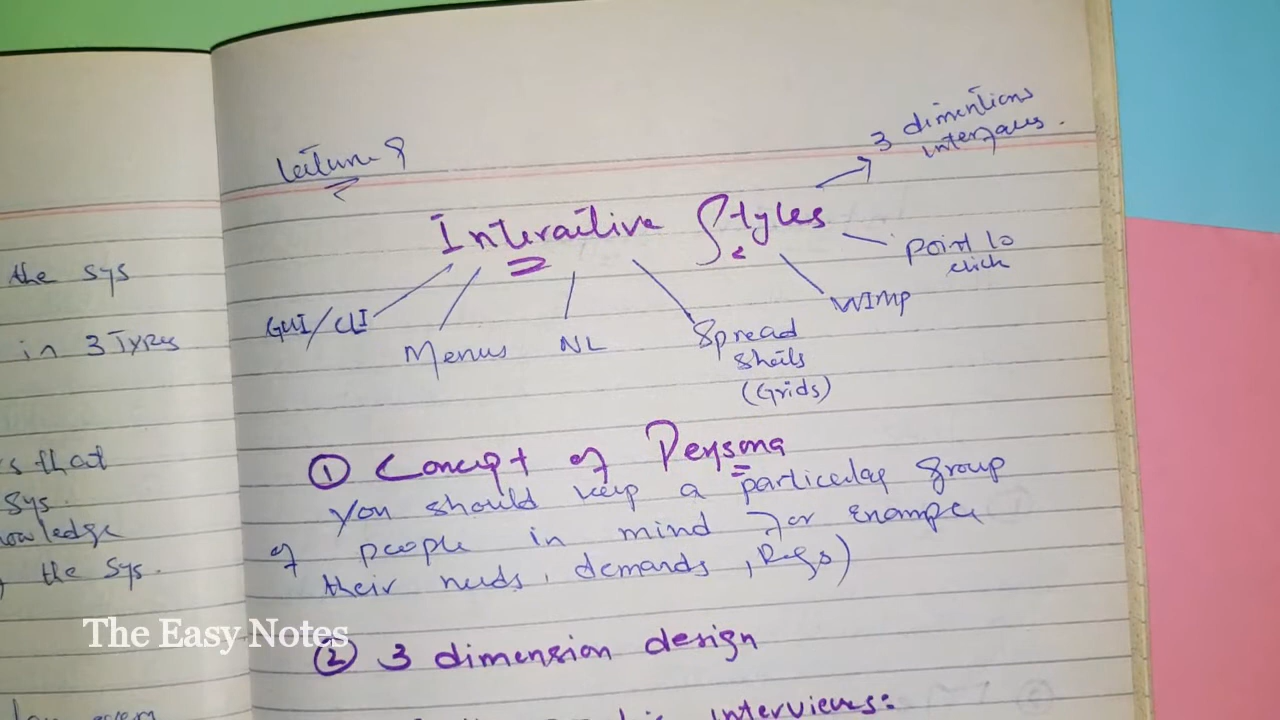 the sys
in 3 Types
s that
sys.
owledge
the sys.
Lecture 8
Interactive Styles
3 dimentions
interfaces.
point to
click
WIMP
Spread
sheets
(Grids)
NL
Menus
GUI/CLI
① Concept of Persona
You should keep a particular group
of people in mind for example
their needs, demands, Reqs)
② 3 dimension design
interviews:
The Easy Notes